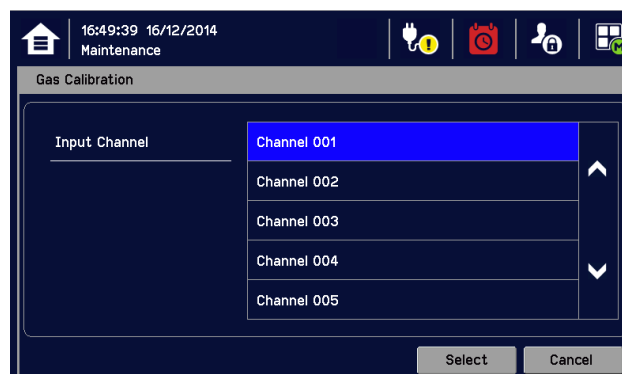 16:49:39 16/12/2014
Maintenance
Gas Calibration
Input Channel
Channel 001
Channel 002
Channel 003
Channel 004
Channel 005
Select
Cancel